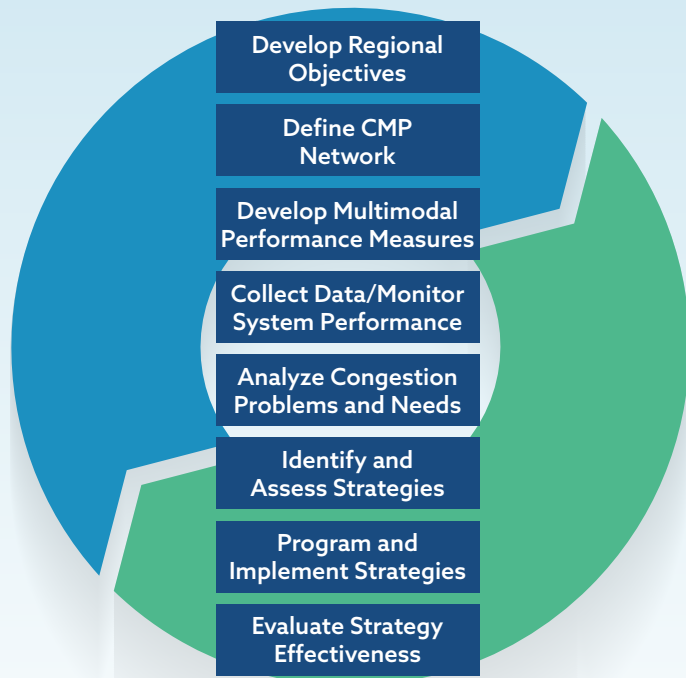 Develop Regional
Objectives
Define CMP
Network
Develop Multimodal
Performance Measures
Collect Data/Monitor
System Performance
Analyze Congestion
Problems and Needs
Identify and
Assess Strategies
Program and
Implement Strategies
Evaluate Strategy
Effectiveness